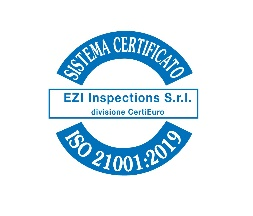 SISTEMA CERTIFICATO
EZI Inspections S.r.l.
divisione CertiEuro
ISO 21001:2019